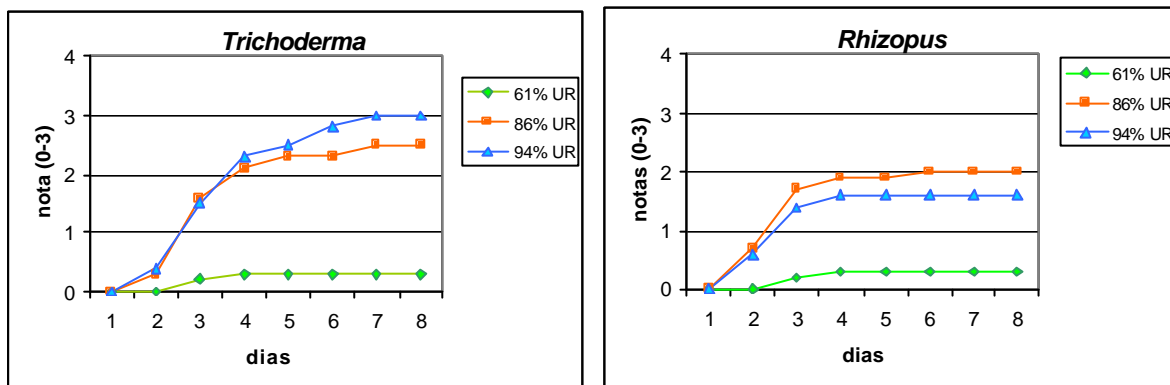 Trichoderma
4
3
2
1
0
nota (0-3)
1 2 3 4 5 6 7 8
dias
61% UR
86% UR
94% UR
Rhizopus
4
3
2
1
0
notas (0-3)
1 2 3 4 5 6 7 8
dias
61% UR
86% UR
94% UR